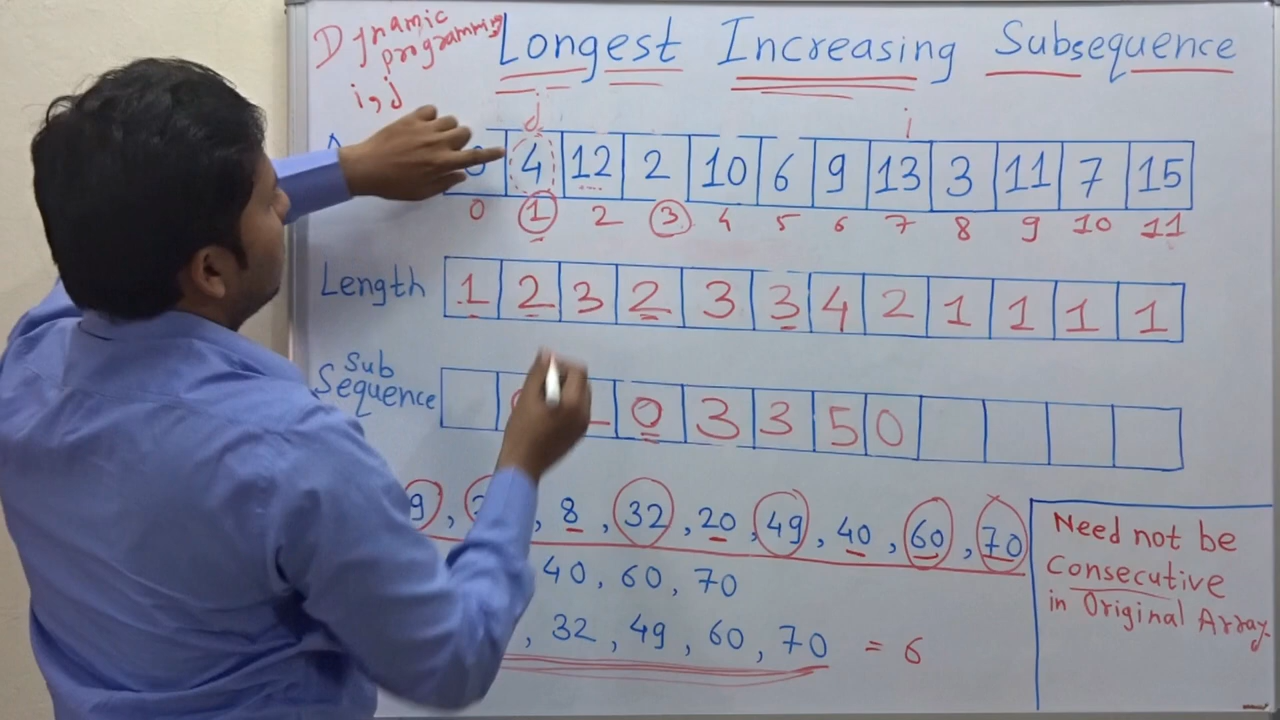 Dynamic
programming
i, j
Longest Increasing Subsequence
j i
0 4 12 2 10 6 9 13 3 11 7 15
0 1 2 3 4 5 6 7 8 9 10 11
Length 1 2 3 2 3 3 4 2 1 1 1 1
Sub
Sequence 0 3 3 5 0
9, , 8, 32, 20, 49, 40, 60, 70
40, 60, 70
, 32, 49, 60, 70 = 6
Need not be
Consecutive
in Original Array.